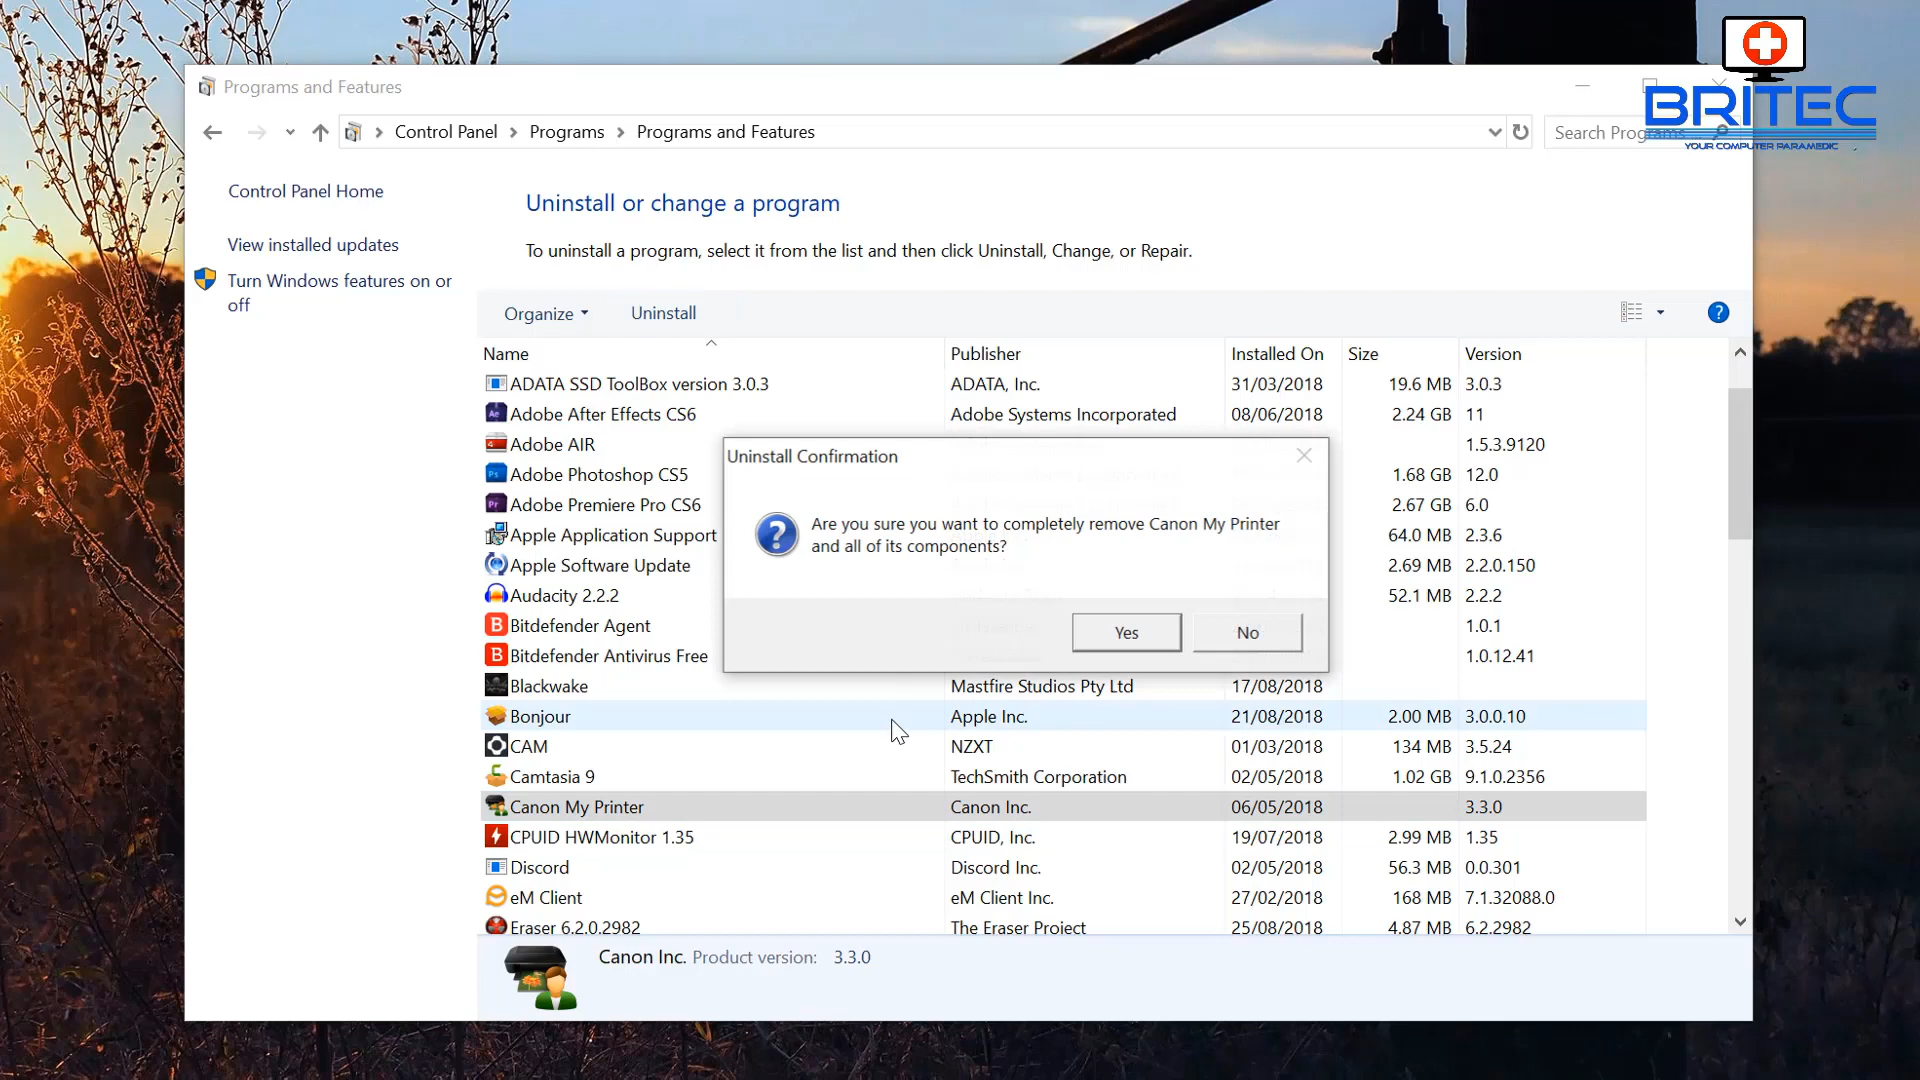 BRITEC
YOUR COMPUTER PARAMEDIC
Programs and Features
Control Panel > Programs > Programs and Features
Search Programs...
Control Panel Home
View installed updates
Turn Windows features on or
off
Uninstall or change a program
To uninstall a program, select it from the list and then click Uninstall, Change, or Repair.
Organize Uninstall
Name Publisher Installed On Size Version
ADATA SSD ToolBox version 3.0.3 ADATA, Inc. 31/03/2018 19.6 MB 3.0.3
Adobe After Effects CS6 Adobe Systems Incorporated 08/06/2018 2.24 GB 11
Adobe AIR 1.5.3.9120
Adobe Photoshop CS5 1.68 GB 12.0
Adobe Premiere Pro CS6 2.67 GB 6.0
Apple Application Support 64.0 MB 2.3.6
Apple Software Update 2.69 MB 2.2.0.150
Audacity 2.2.2 52.1 MB 2.2.2
Bitdefender Agent 1.0.1
Bitdefender Antivirus Free 1.0.12.41
Blackwake Mastfire Studios Pty Ltd 17/08/2018
Bonjour Apple Inc. 21/08/2018 2.00 MB 3.0.0.10
CAM NZXT 01/03/2018 134 MB 3.5.24
Camtasia 9 TechSmith Corporation 02/05/2018 1.02 GB 9.1.0.2356
Canon My Printer Canon Inc. 06/05/2018 3.3.0
CPUID HWMonitor 1.35 CPUID, Inc. 19/07/2018 2.99 MB 1.35
Discord Discord Inc. 02/05/2018 56.3 MB 0.0.301
eM Client eM Client Inc. 27/02/2018 168 MB 7.1.32088.0
Eraser 6.2.0.2982 The Eraser Project 25/08/2018 4.87 MB 6.2.2982
Uninstall Confirmation
Are you sure you want to completely remove Canon My Printer
and all of its components?
Yes No
Canon Inc. Product version: 3.3.0